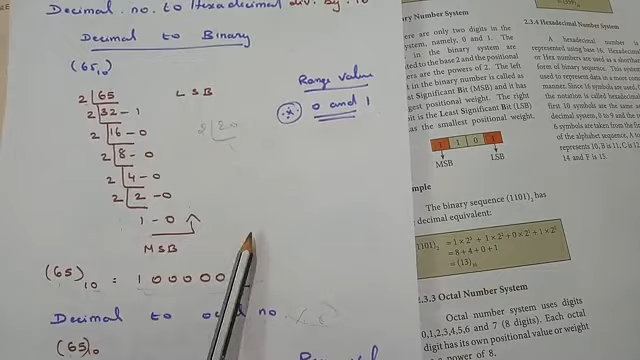 Decimal no. to Hexadecimal div. by 16
Decimal to Binary
(65)10
2 | 65 LSB
2 | 32 - 1
2 | 16 - 0
2 | 8 - 0
2 | 4 - 0
2 | 2 - 0
1 - 0
MSB
Range Value
0 and 1
2 | 20
(65)10 = 100000
Decimal to octal no
(65)10
Binary Number System
here are only two digits in the
system, namely, 0 and 1. The
in the binary system are
to the base 2 and the positional
are the powers of 2. The left
in the binary number is called as
Significant Bit (MSB) and it has
positional weight. The right
it is the Least Significant Bit (LSB)
as the smallest positional weight.
1 1 0 1
MSB LSB
The binary sequence (1101)2 has
decimal equivalent:
(1101)2 = 1 × 2³ + 1 × 2² + 0 × 2¹ + 1 × 2⁰
= 8 + 4 + 0 + 1
= (13)10
2.3.3 Octal Number System
Octal number system uses digits
0,1,2,3,4,5,6 and 7 (8 digits). Each octal
digit has its own positional value or weight
power of 8.
2.3.4 Hexadecimal Number System
A hexadecimal number is
represented using base 16. Hexadecimal
or Hex numbers are used as a shorthand
form of binary sequence. This system
used to represent data in a more com
manner. Since 16 symbols are used,
the notation is called hexadecimal
first 10 symbols are the same as
decimal system, 0 to 9 and the re
6 symbols are taken from the fi
of the alphabet sequence, A to
represents 10, B is 11, C is 12,
14 and F is 15.